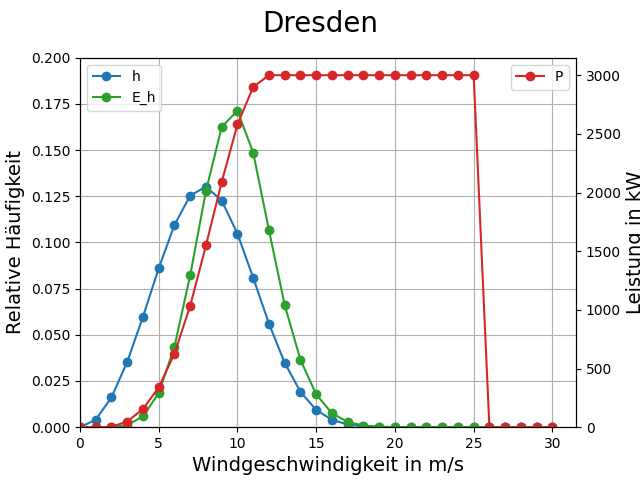 Dresden
h
E_h
P
0.200
0.175
0.150
0.125
0.100
0.075
0.050
0.025
0.000
Relative Häufigkeit
3000
2500
2000
1500
1000
500
0
Leistung in kW
0 5 10 15 20 25 30
Windgeschwindigkeit in m/s